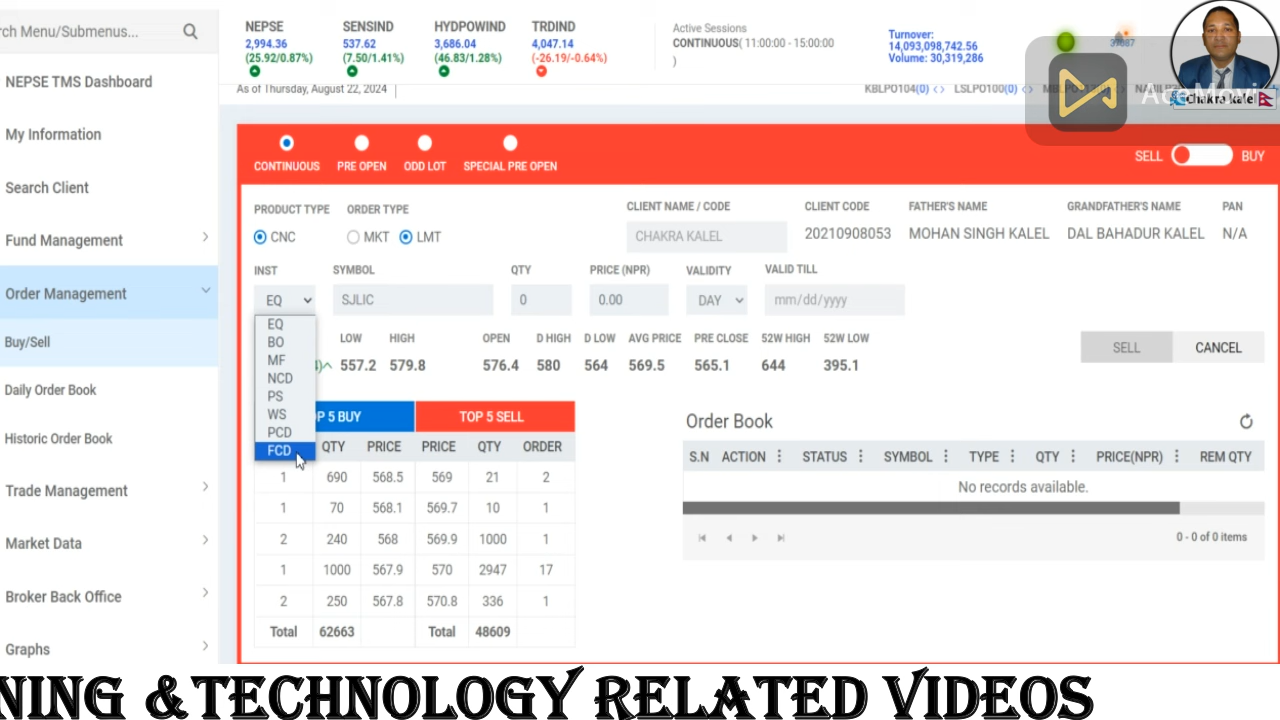 rch Menu/Submenus...
NEPSE TMS Dashboard
My Information
Search Client
Fund Management
Order Management
Buy/Sell
Daily Order Book
Historic Order Book
Trade Management
Market Data
Broker Back Office
Graphs
NEPSE SENSIND HYDPOWIND TRDIND
2,994.36 537.62 3,686.04 4,047.14
(25.92/0.87%) (7.50/1.41%) (46.83/1.28%) (-26.19/-0.64%)
Active Sessions
CONTINUOUS( 11:00:00 - 15:00:00
)
Turnover:
14,093,098,742.56
Volume: 30,319,286
Chakra kalel
As of Thursday, August 22, 2024
KBLPO104(0) <> LSLPO100(0) <>
CONTINUOUS PRE OPEN ODD LOT SPECIAL PRE OPEN
SELL BUY
PRODUCT TYPE ORDER TYPE
CNC MKT LMT
CLIENT NAME / CODE CLIENT CODE FATHER'S NAME GRANDFATHER'S NAME PAN
CHAKRA KALEL 20210908053 MOHAN SINGH KALEL DAL BAHADUR KALEL N/A
INST SYMBOL QTY PRICE (NPR) VALIDITY VALID TILL
EQ SJLIC 0 0.00 DAY mm/dd/yyyy
EQ
BO
MF
NCD
PS
WS
PCD
FCD
LOW HIGH OPEN D HIGH D LOW AVG PRICE PRE CLOSE 52W HIGH 52W LOW
557.2 579.8 576.4 580 564 569.5 565.1 644 395.1
SELL CANCEL
P 5 BUY TOP 5 SELL
QTY PRICE PRICE QTY ORDER
1 690 568.5 569 21 2
1 70 568.1 569.7 10 1
2 240 568 569.9 1000 1
1 1000 567.9 570 2947 17
2 250 567.8 570.8 336 1
Total 62663 Total 48609
Order Book
S.N ACTION STATUS SYMBOL TYPE QTY PRICE(NPR) REM QTY
No records available.
0 - 0 of 0 items
NING &TECHNOLOGY RELATED VIDEOS